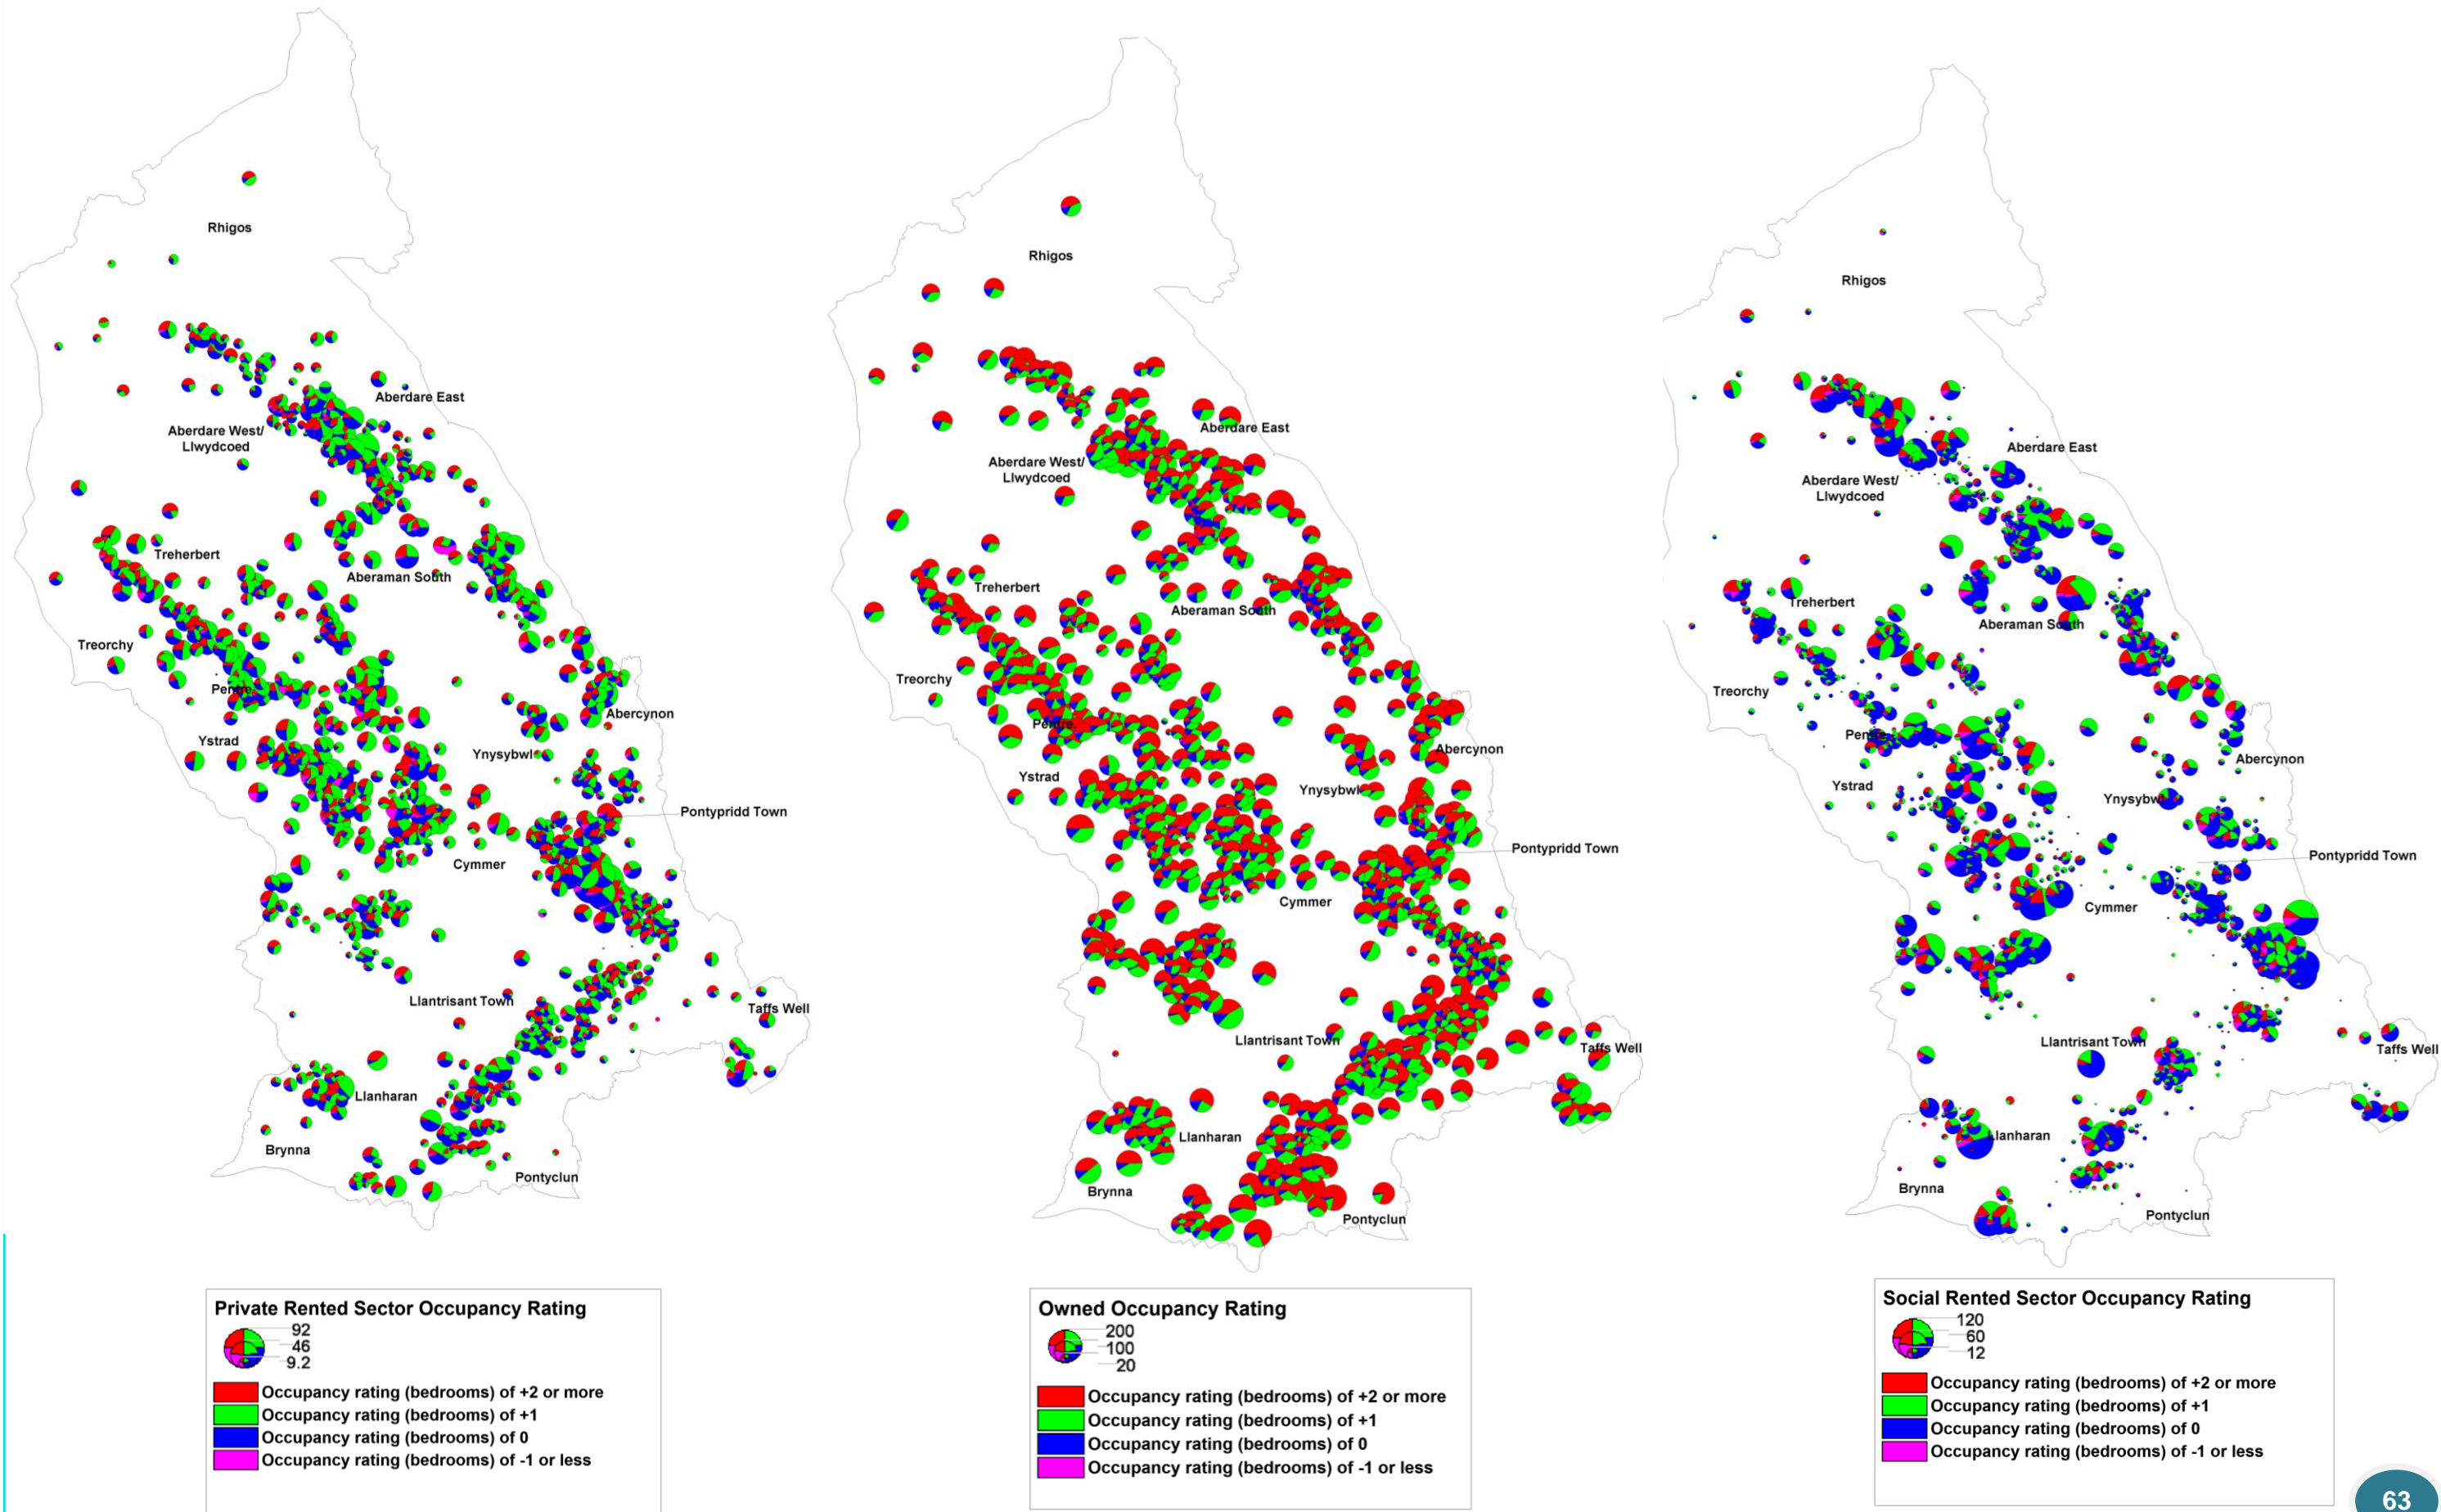 Rhigos
Aberdare East
Aberdare West/
Llwydcoed
Treherbert
Aberaman South
Treorchy
Pentre
Abercynon
Ystrad
Ynysybwl
Pontypridd Town
Cymmer
Llantrisant Town
Taffs Well
Llanharan
Brynna
Pontyclun
Private Rented Sector Occupancy Rating
92
46
9.2
Occupancy rating (bedrooms) of +2 or more
Occupancy rating (bedrooms) of +1
Occupancy rating (bedrooms) of 0
Occupancy rating (bedrooms) of -1 or less
Rhigos
Aberdare East
Aberdare West/
Llwydcoed
Treherbert
Aberaman South
Treorchy
Pentre
Abercynon
Ystrad
Ynysybwl
Pontypridd Town
Cymmer
Llantrisant Town
Taffs Well
Llanharan
Brynna
Pontyclun
Owned Occupancy Rating
200
100
20
Occupancy rating (bedrooms) of +2 or more
Occupancy rating (bedrooms) of +1
Occupancy rating (bedrooms) of 0
Occupancy rating (bedrooms) of -1 or less
Rhigos
Aberdare East
Aberdare West/
Llwydcoed
Treherbert
Aberaman South
Treorchy
Pentre
Abercynon
Ystrad
Ynysybwl
Pontypridd Town
Cymmer
Llantrisant Town
Taffs Well
Llanharan
Brynna
Pontyclun
Social Rented Sector Occupancy Rating
120
60
12
Occupancy rating (bedrooms) of +2 or more
Occupancy rating (bedrooms) of +1
Occupancy rating (bedrooms) of 0
Occupancy rating (bedrooms) of -1 or less
63